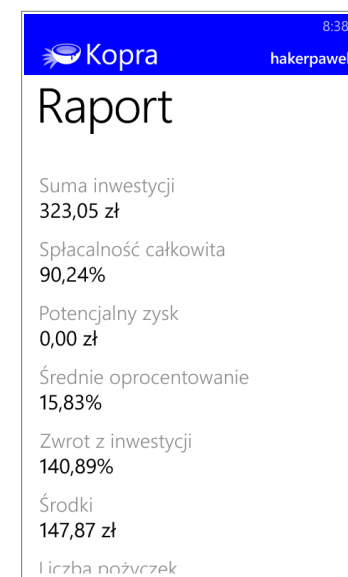 8:38
Kopra
hakerpawel
Raport
Suma inwestycji
323,05 zł
Spłacalność całkowita
90,24%
Potencjalny zysk
0,00 zł
Średnie oprocentowanie
15,83%
Zwrot z inwestycji
140,89%
Środki
147,87 zł
Liczba pożyczek